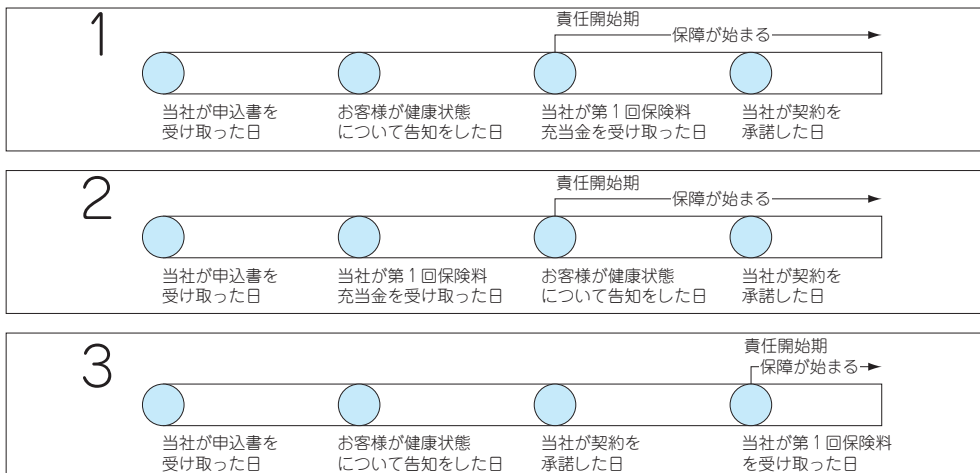 1
責任開始期
保障が始まる
当社が申込書を
受け取った日
お客様が健康状態
について告知をした日
当社が第1回保険料
充当金を受け取った日
当社が契約を
承諾した日
2
責任開始期
保障が始まる
当社が申込書を
受け取った日
当社が第1回保険料
充当金を受け取った日
お客様が健康状態
について告知をした日
当社が契約を
承諾した日
3
責任開始期
保障が始まる
当社が申込書を
受け取った日
お客様が健康状態
について告知をした日
当社が契約を
承諾した日
当社が第1回保険料
を受け取った日